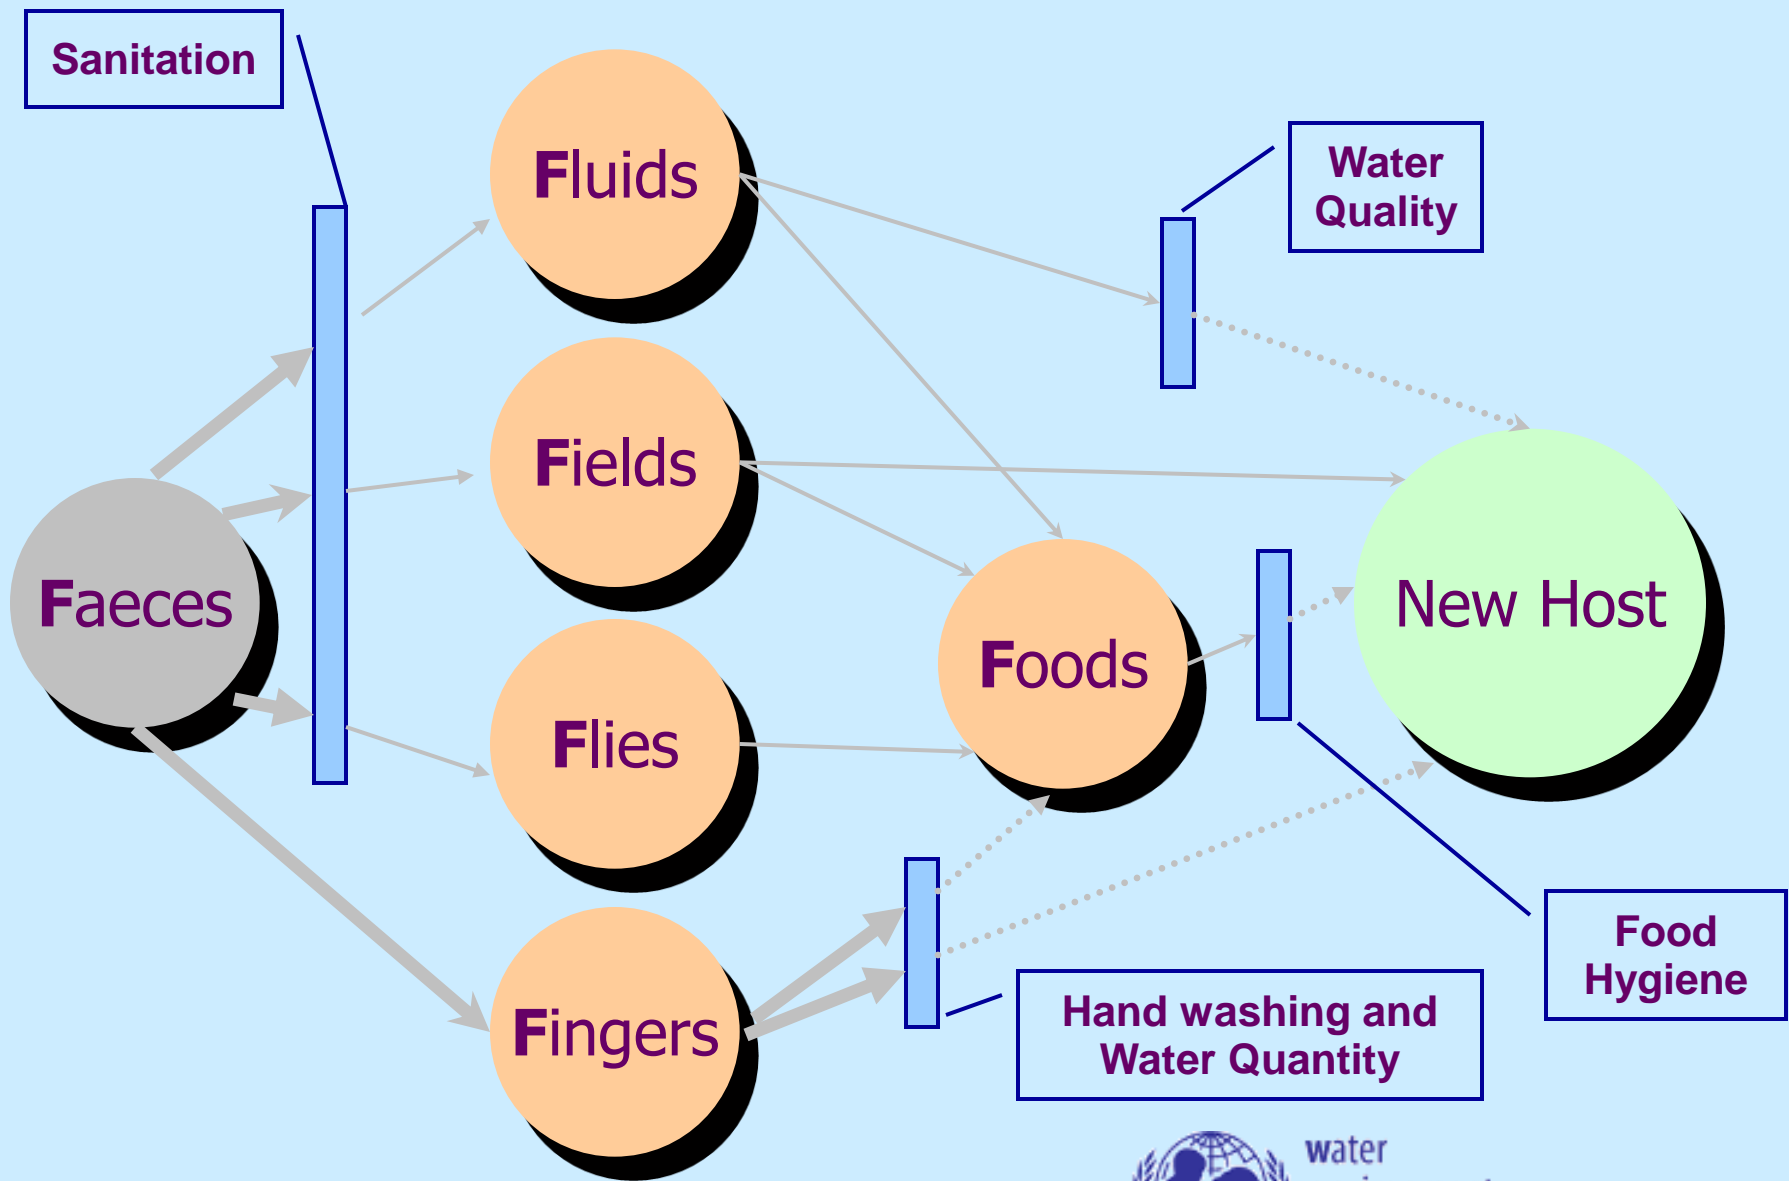 Sanitation
Fluids
Water
Quality
Fields
Faeces
New Host
Foods
Flies
Food
Hygiene
Fingers
Hand washing and
Water Quantity
water